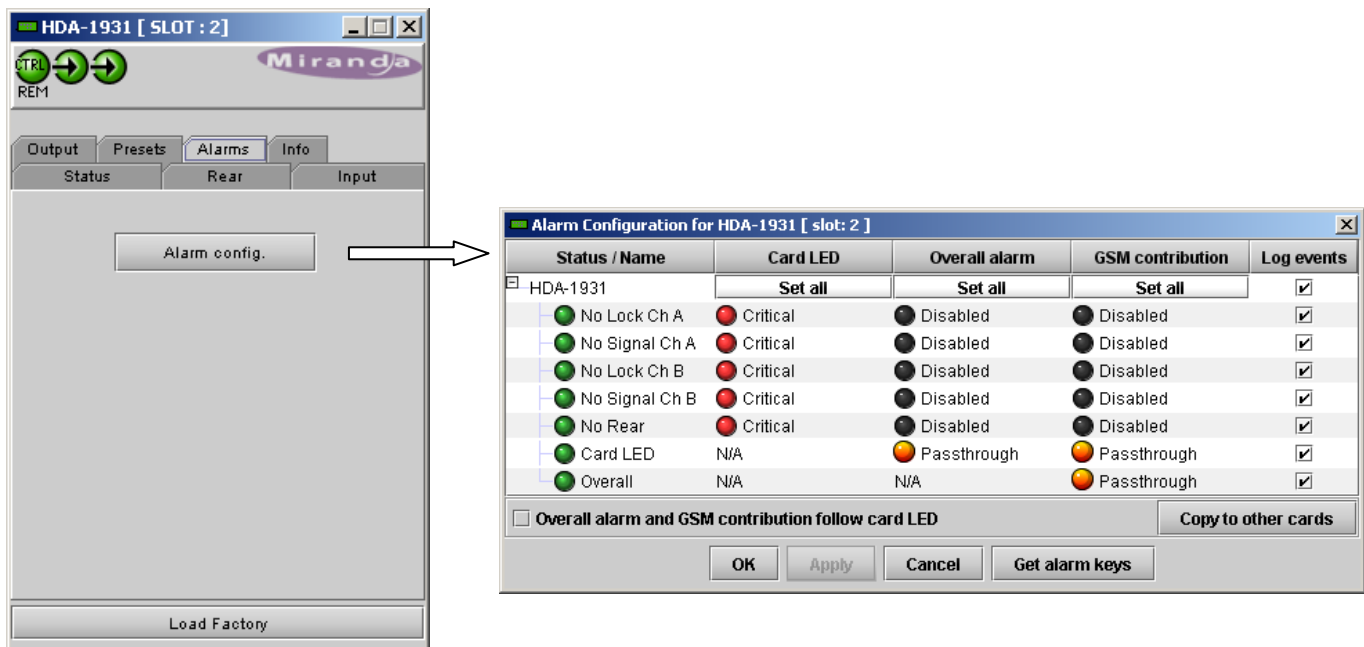 HDA-1931 [ SLOT : 2]
CTRL
REM
Miranda
Output Presets Alarms Info
Status Rear Input
Alarm config.
Load Factory
Alarm Configuration for HDA-1931 [ slot: 2 ]
Status / Name Card LED Overall alarm GSM contribution Log events
HDA-1931 Set all Set all Set all
No Lock Ch A Critical Disabled Disabled
No Signal Ch A Critical Disabled Disabled
No Lock Ch B Critical Disabled Disabled
No Signal Ch B Critical Disabled Disabled
No Rear Critical Disabled Disabled
Card LED N/A Passthrough Passthrough
Overall N/A N/A Passthrough
Overall alarm and GSM contribution follow card LED Copy to other cards
OK Apply Cancel Get alarm keys